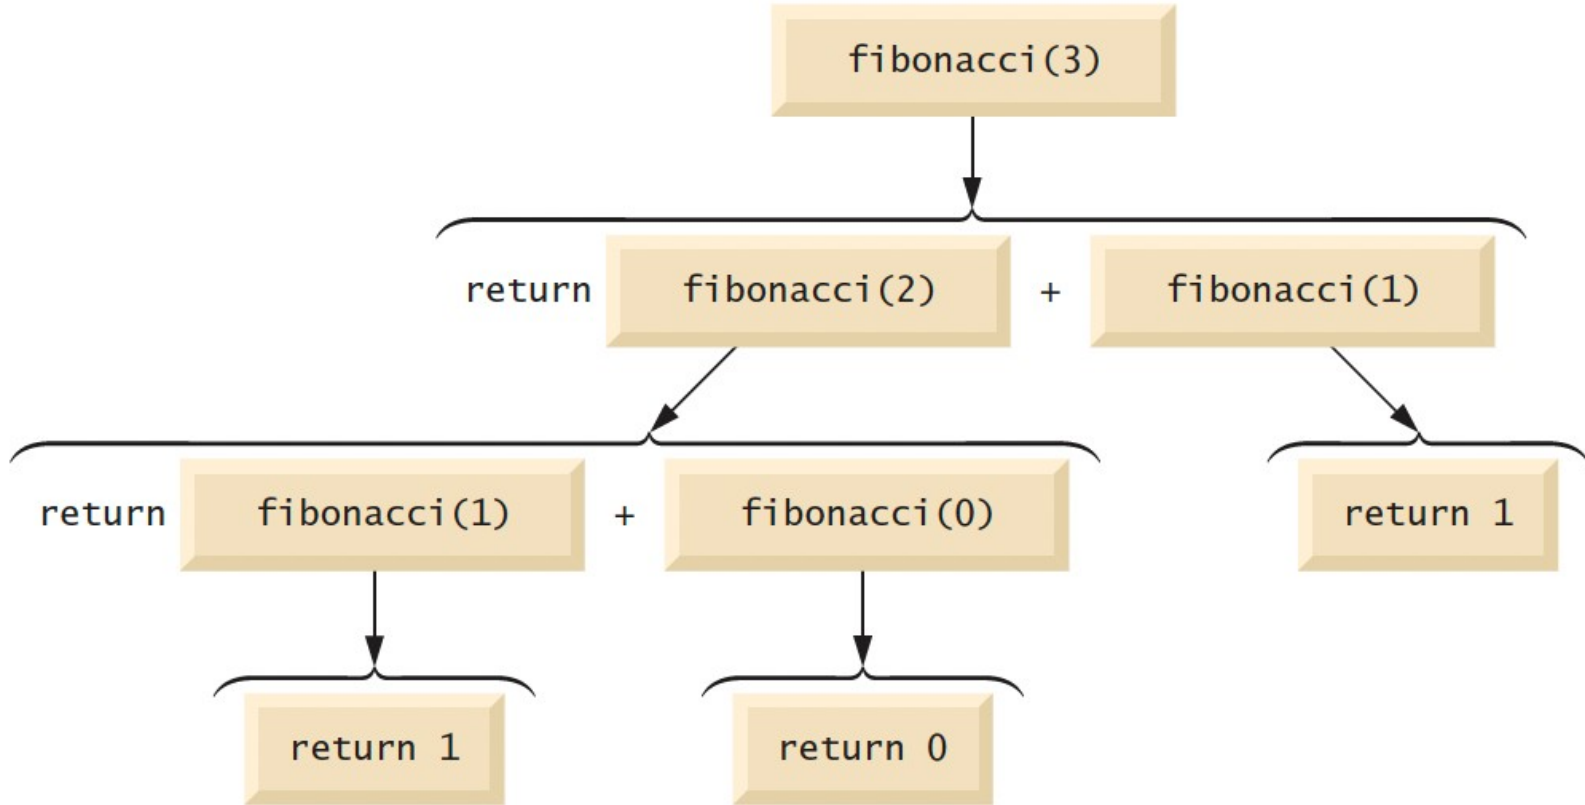 fibonacci(3)
return fibonacci(2) + fibonacci(1)
return fibonacci(1) + fibonacci(0) return 1
return 1 return 0